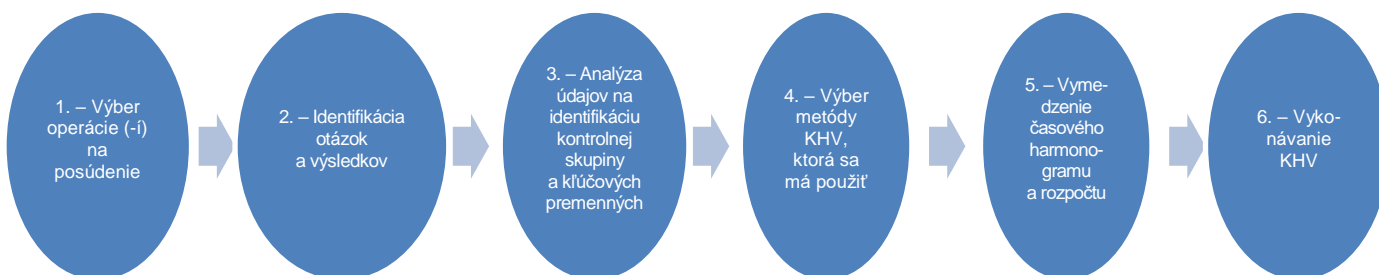 1. – Výber
operácie (-í)
na
posúdenie
2. – Identifikácia
otázok
a výsledkov
3. – Analýza
údajov na
identifikáciu
kontrolnej
skupiny
a kľúčových
premenných
4. – Výber
metódy
KHV,
ktorá sa
má použiť
5. – Vyme-
dzenie
časového
harmono-
gramu
a rozpočtu
6. – Vyko-
návanie
KHV